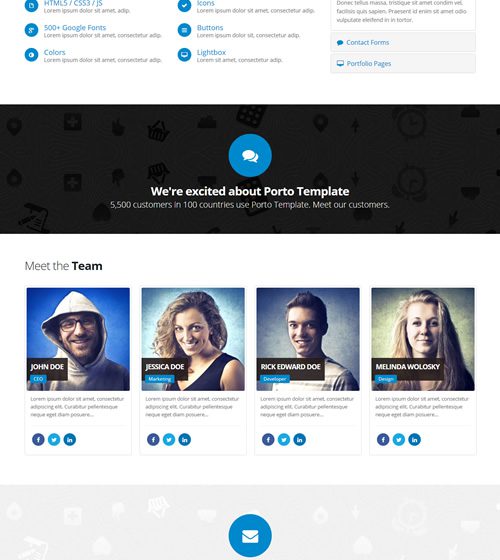 HTML5 / CSS3 / JS
Lorem ipsum dolor sit amet, adip.
500+ Google Fonts
Lorem ipsum dolor sit amet, consectetur adip.
Colors
Lorem ipsum dolor sit amet, consectetur adip.
Icons
Lorem ipsum dolor sit amet.
Buttons
Lorem ipsum dolor sit, consectetur adip.
Lightbox
Lorem sit amet, consectetur adip.
Donec tellus massa, tristique sit amet condim vel,
facilisis quis sapien. Praesent id enim sit amet odio
vulputate eleifend in in tortor.
Contact Forms
Portfolio Pages
We're excited about Porto Template
5,500 customers in 100 countries use Porto Template. Meet our customers.
Meet the Team
JOHN DOE
CEO
Lorem ipsum dolor sit amet, consectetur
adipiscing elit. Curabitur pellentesque
neque eget diam posuere...
JESSICA DOE
Marketing
Lorem ipsum dolor sit amet, consectetur
adipiscing elit. Curabitur pellentesque
neque eget diam posuere...
RICK EDWARD DOE
Developer
Lorem ipsum dolor sit amet, consectetur
adipiscing elit. Curabitur pellentesque
neque eget diam posuere...
MELINDA WOLOSKY
Design
Lorem ipsum dolor sit amet, consectetur
adipiscing elit. Curabitur pellentesque
neque eget diam posuere...